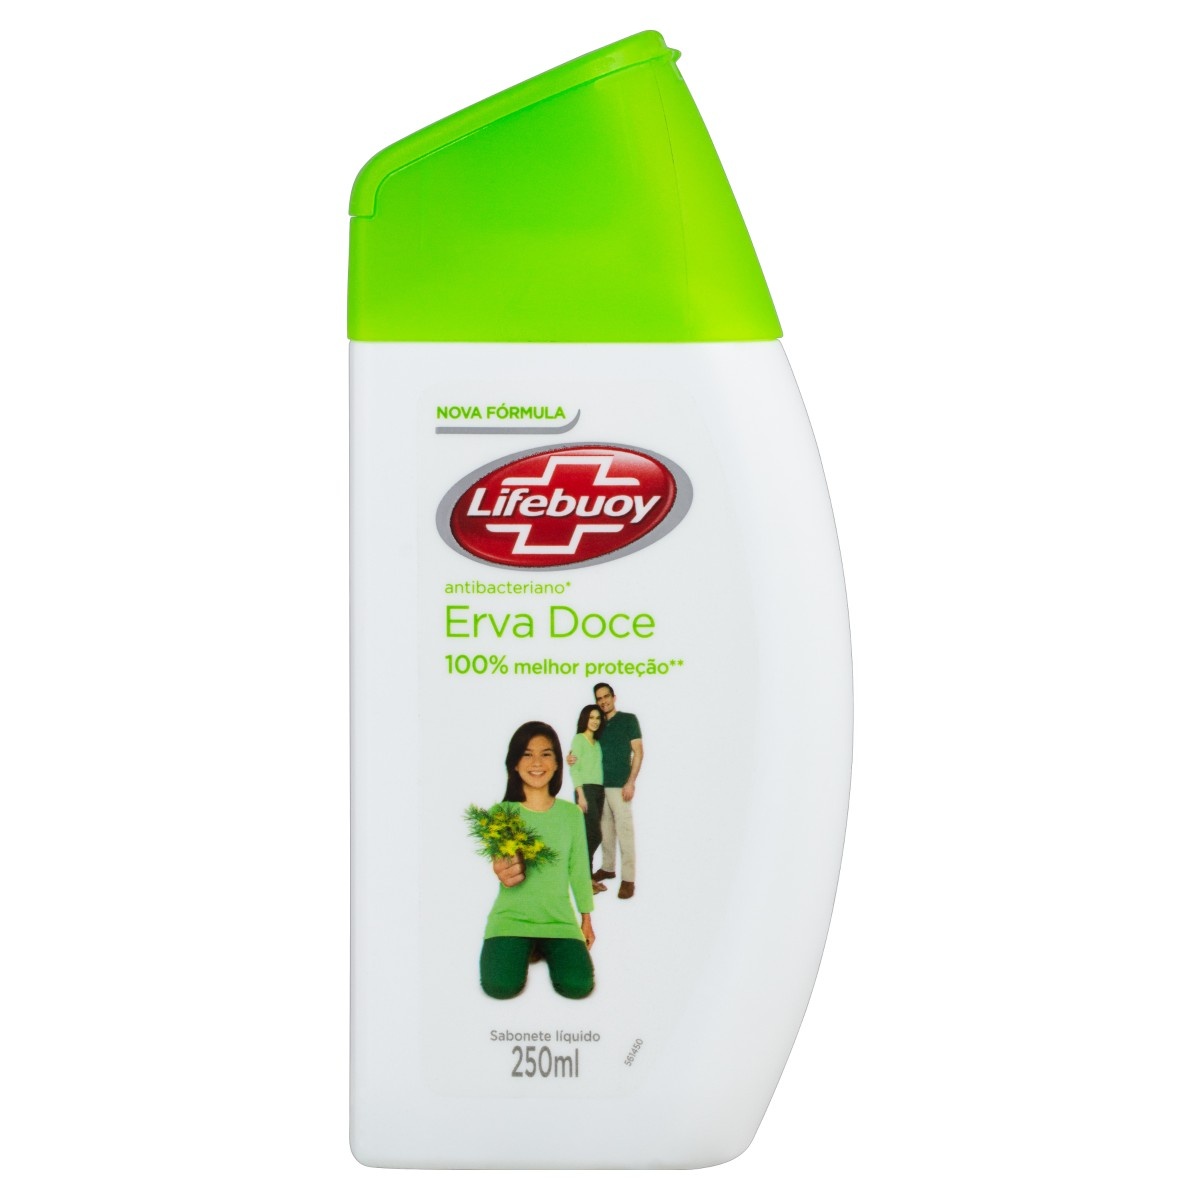 NOVA FÓRMULA
Lifebuoy
antibacteriano*
Erva Doce
100% melhor proteção**
Sabonete líquido
250ml
561450